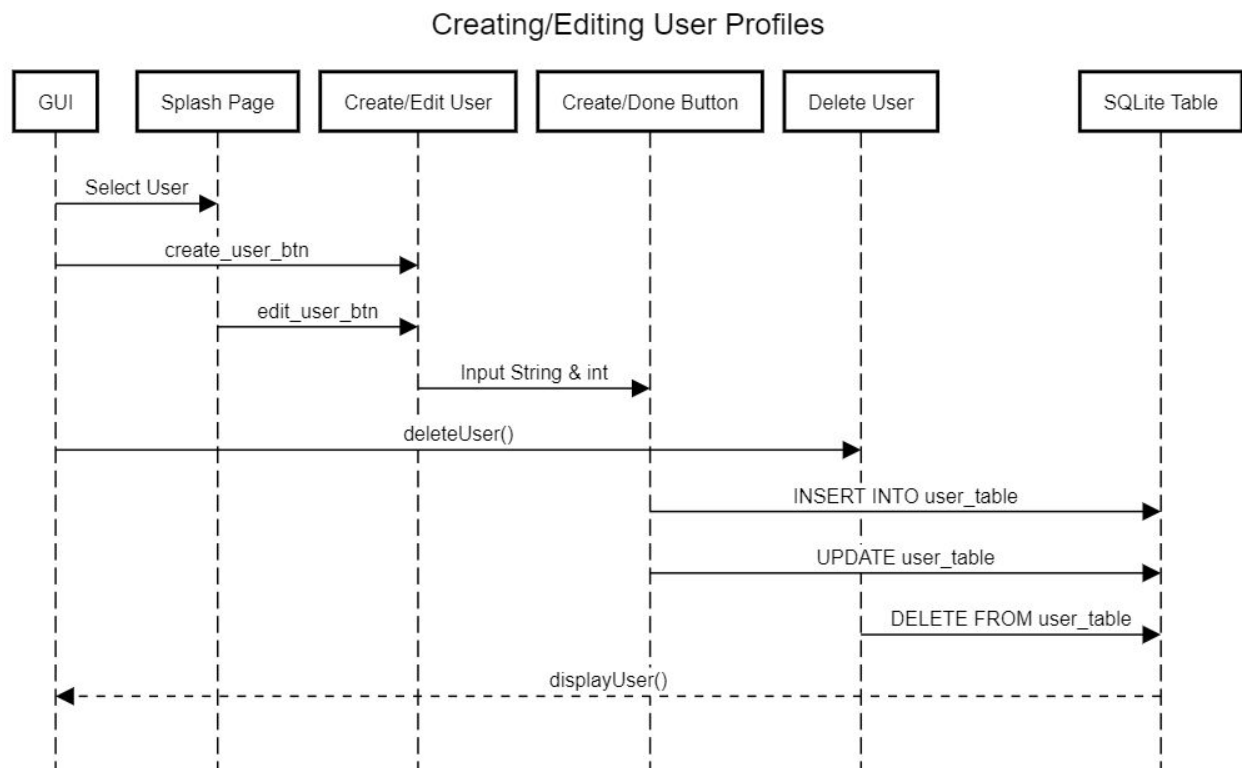 Creating/Editing User Profiles
GUI
Splash Page
Create/Edit User
Create/Done Button
Delete User
SQLite Table
Select User
create_user_btn
edit_user_btn
Input String & int
deleteUser()
INSERT INTO user_table
UPDATE user_table
DELETE FROM user_table
displayUser()